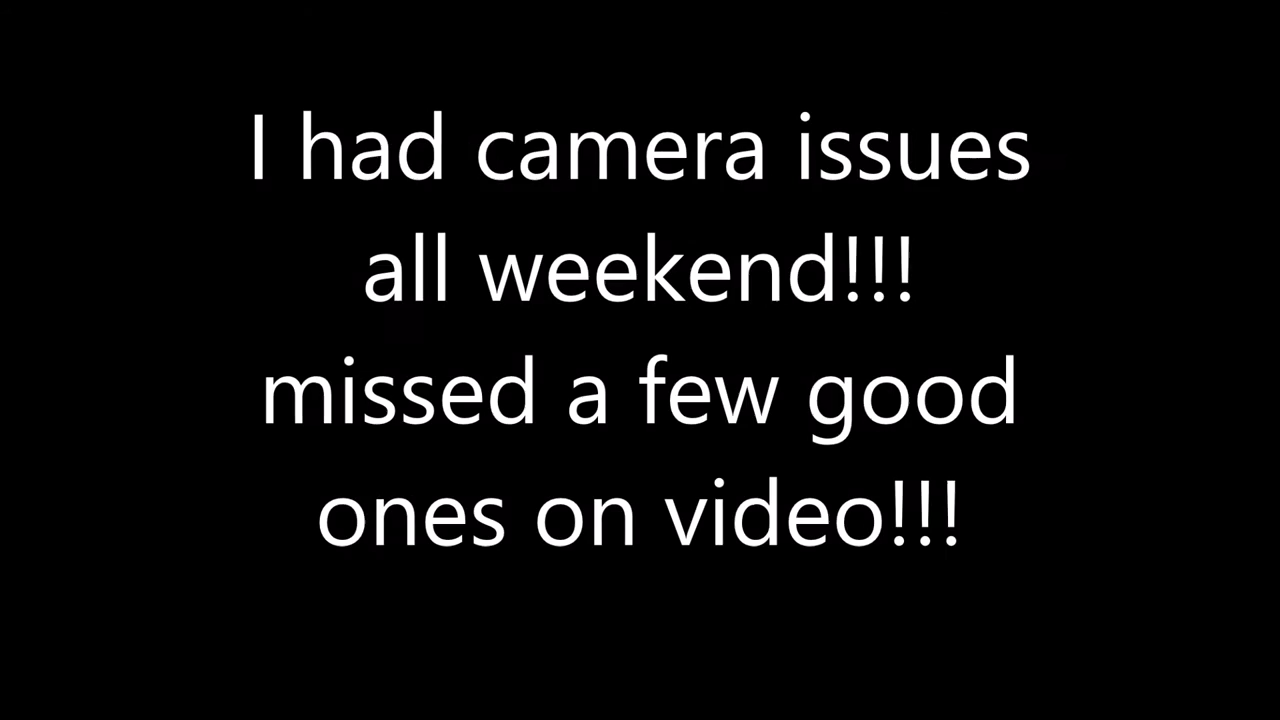 I had camera issues
all weekend!!!
missed a few good
ones on video!!!